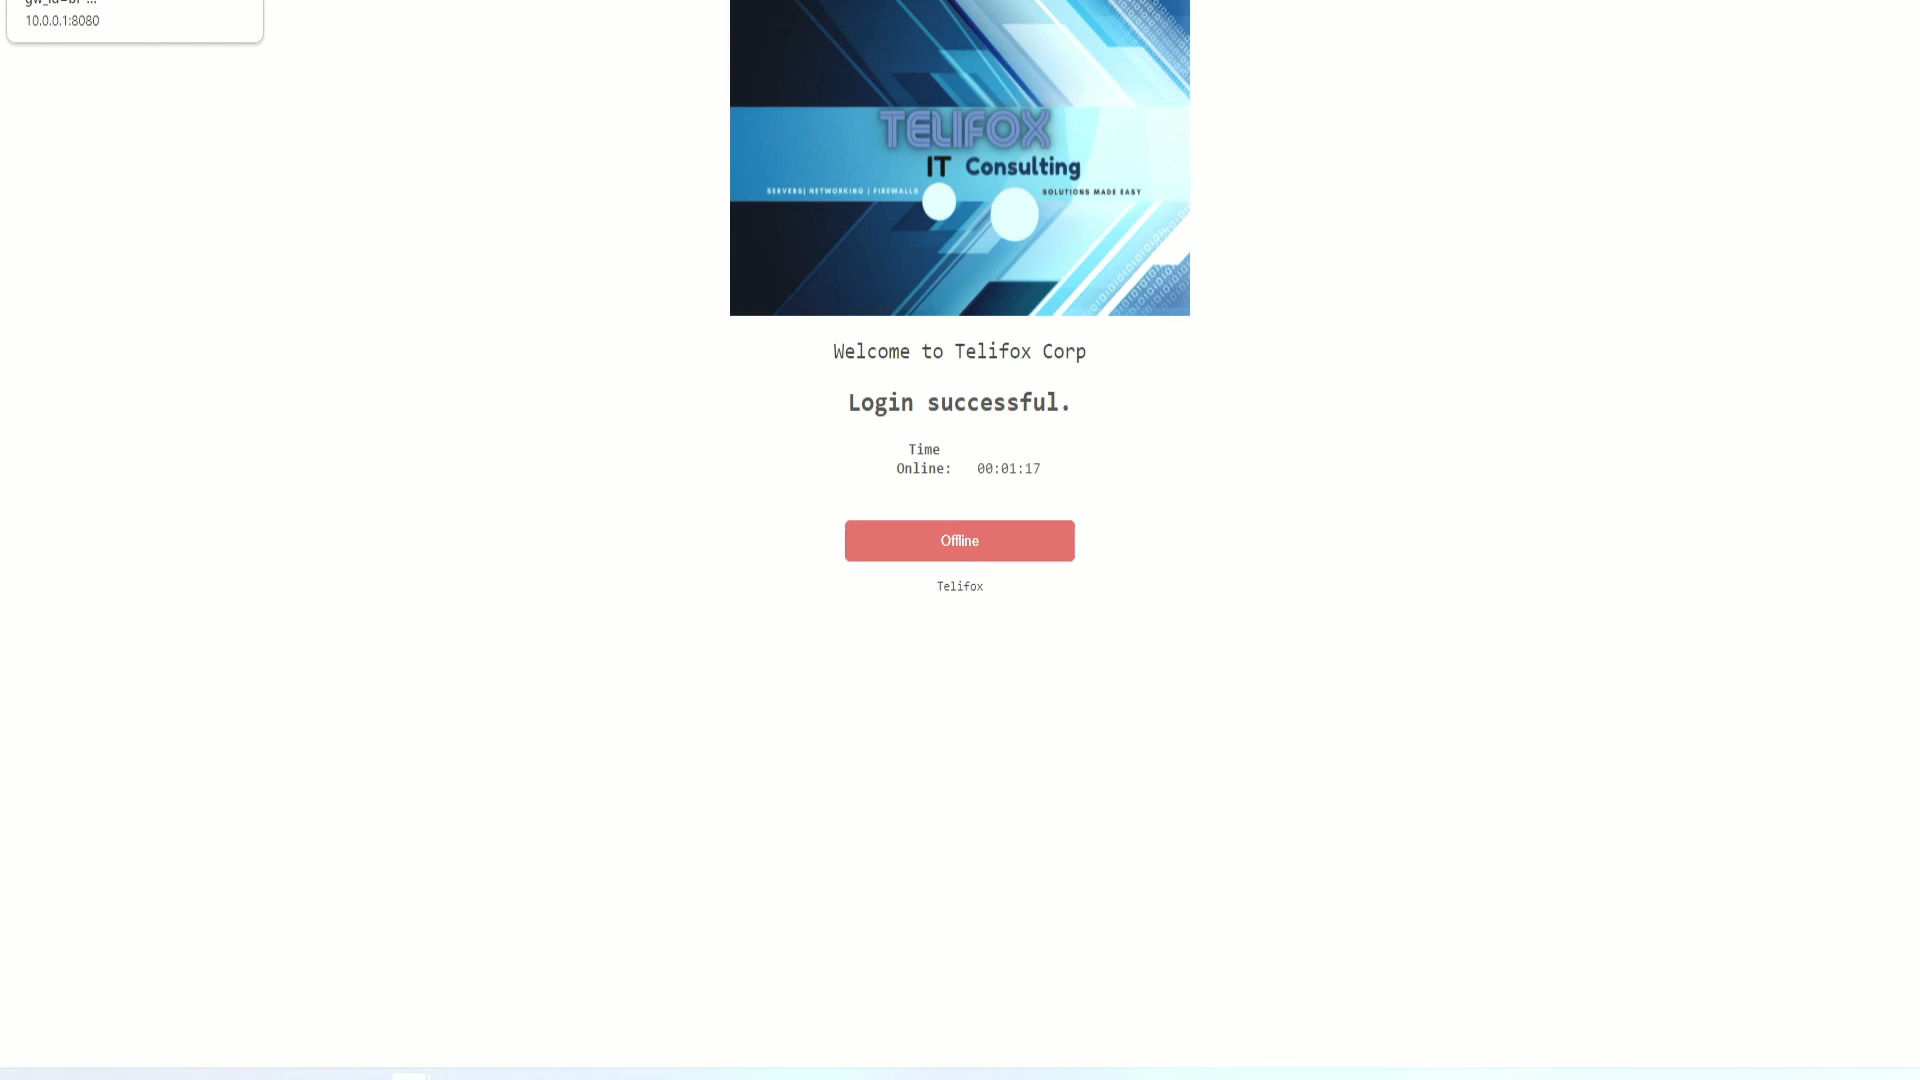 10.0.0.1:8080
TELIFOX
IT Consulting
SERVERS| NETWORKING | FIREWALLS
SOLUTIONS MADE EASY
Welcome to Telifox Corp
Login successful.
Time
Online: 00:01:17
Offline
Telifox